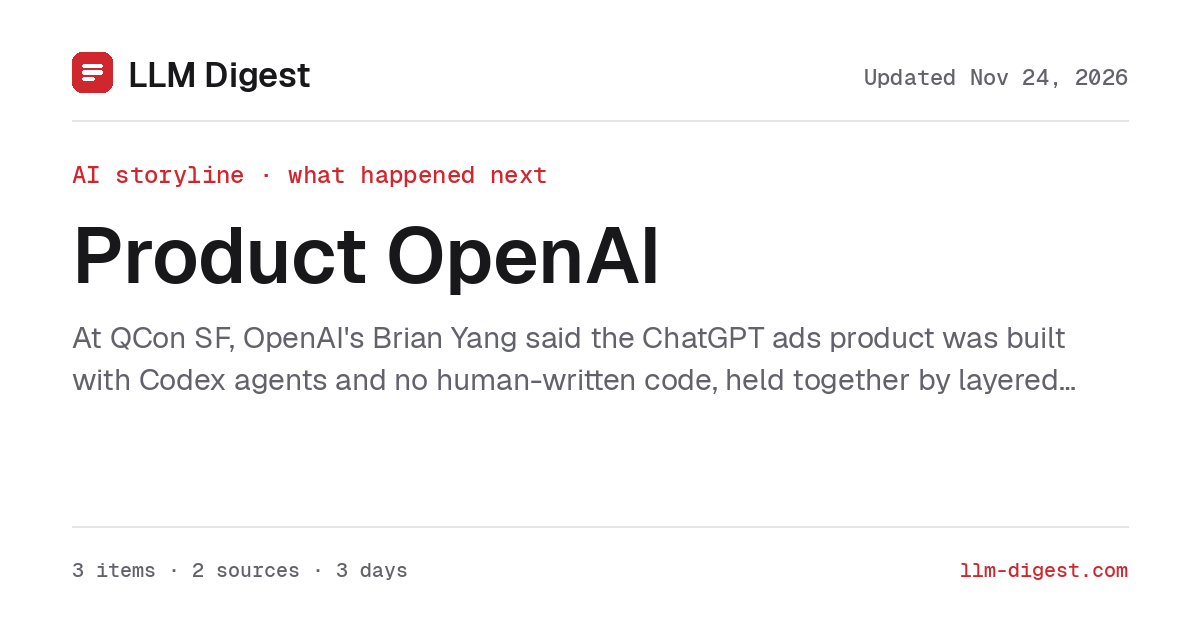 LLM Digest
Updated Nov 24, 2026
AI storyline · what happened next
Product OpenAI
At QCon SF, OpenAI's Brian Yang said the ChatGPT ads product was built
with Codex agents and no human-written code, held together by layered…
3 items · 2 sources · 3 days
llm-digest.com